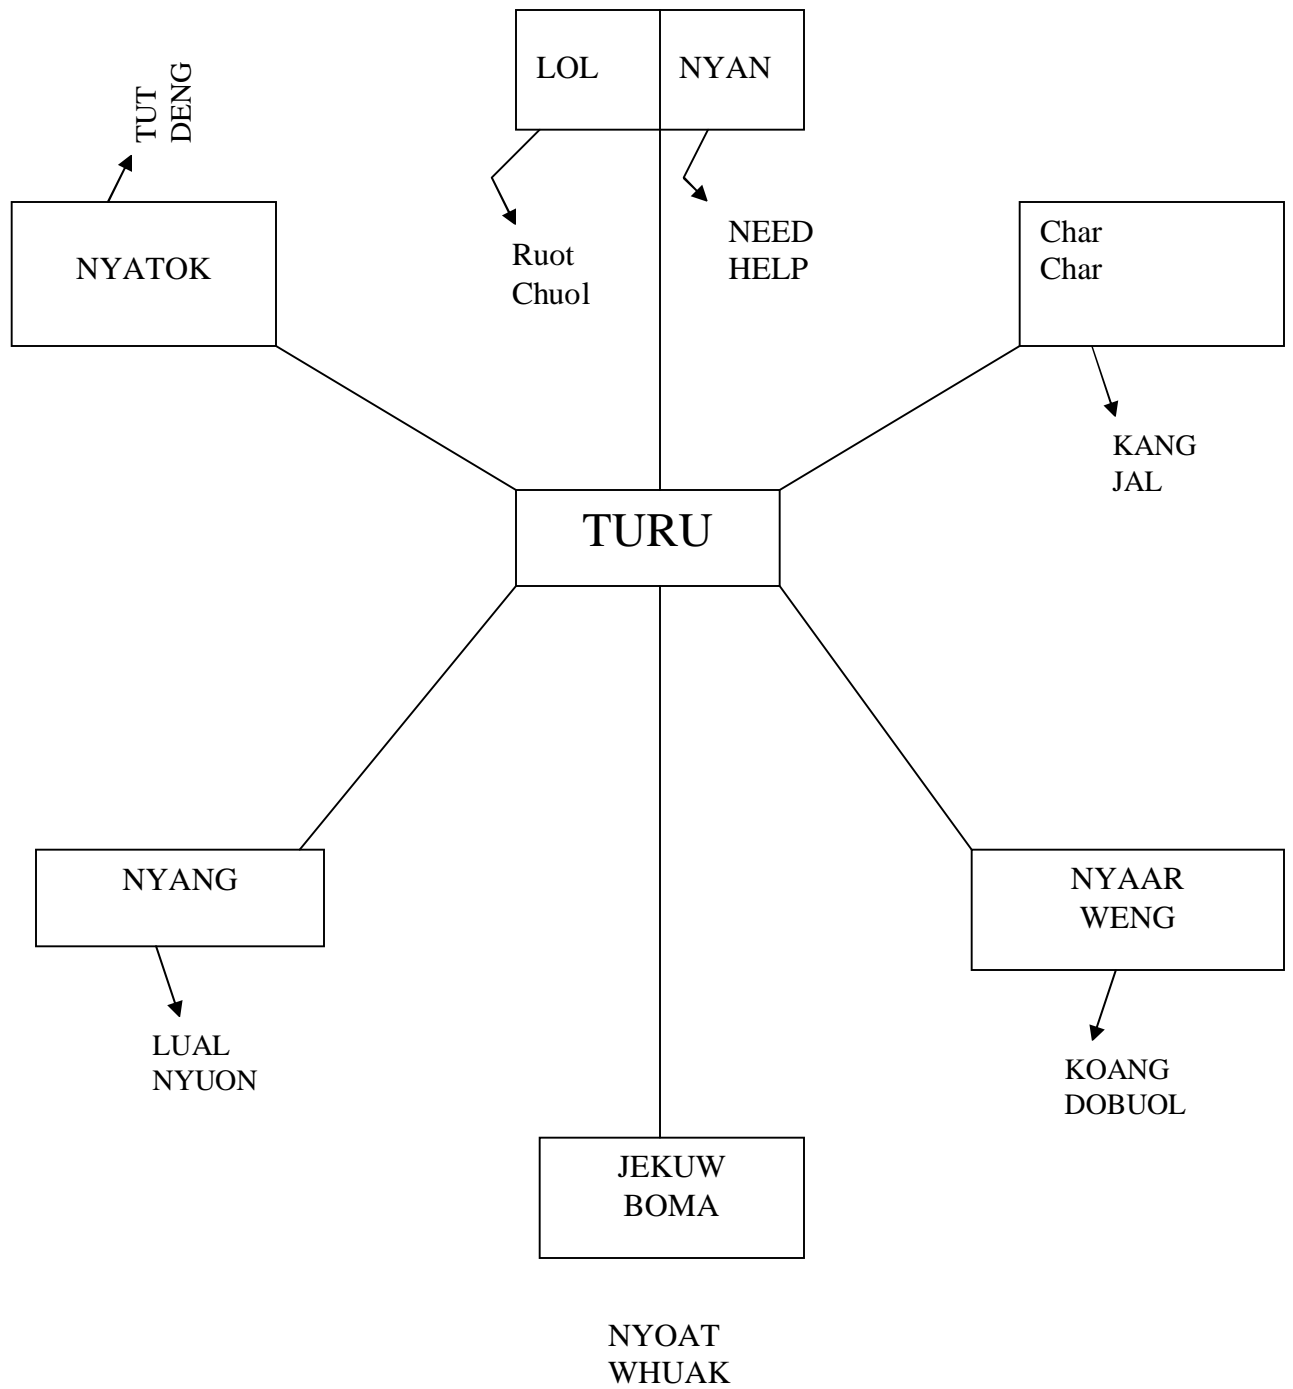 LOL
NYAN
TUT
DENG
NYATOK
Ruot
Chuol
NEED
HELP
Char
Char
KANG
JAL
TURU
NYANG
NYAAR
WENG
LUAL
NYUON
KOANG
DOBUOL
JEKUW
BOMA
NYOAT
WHUAK